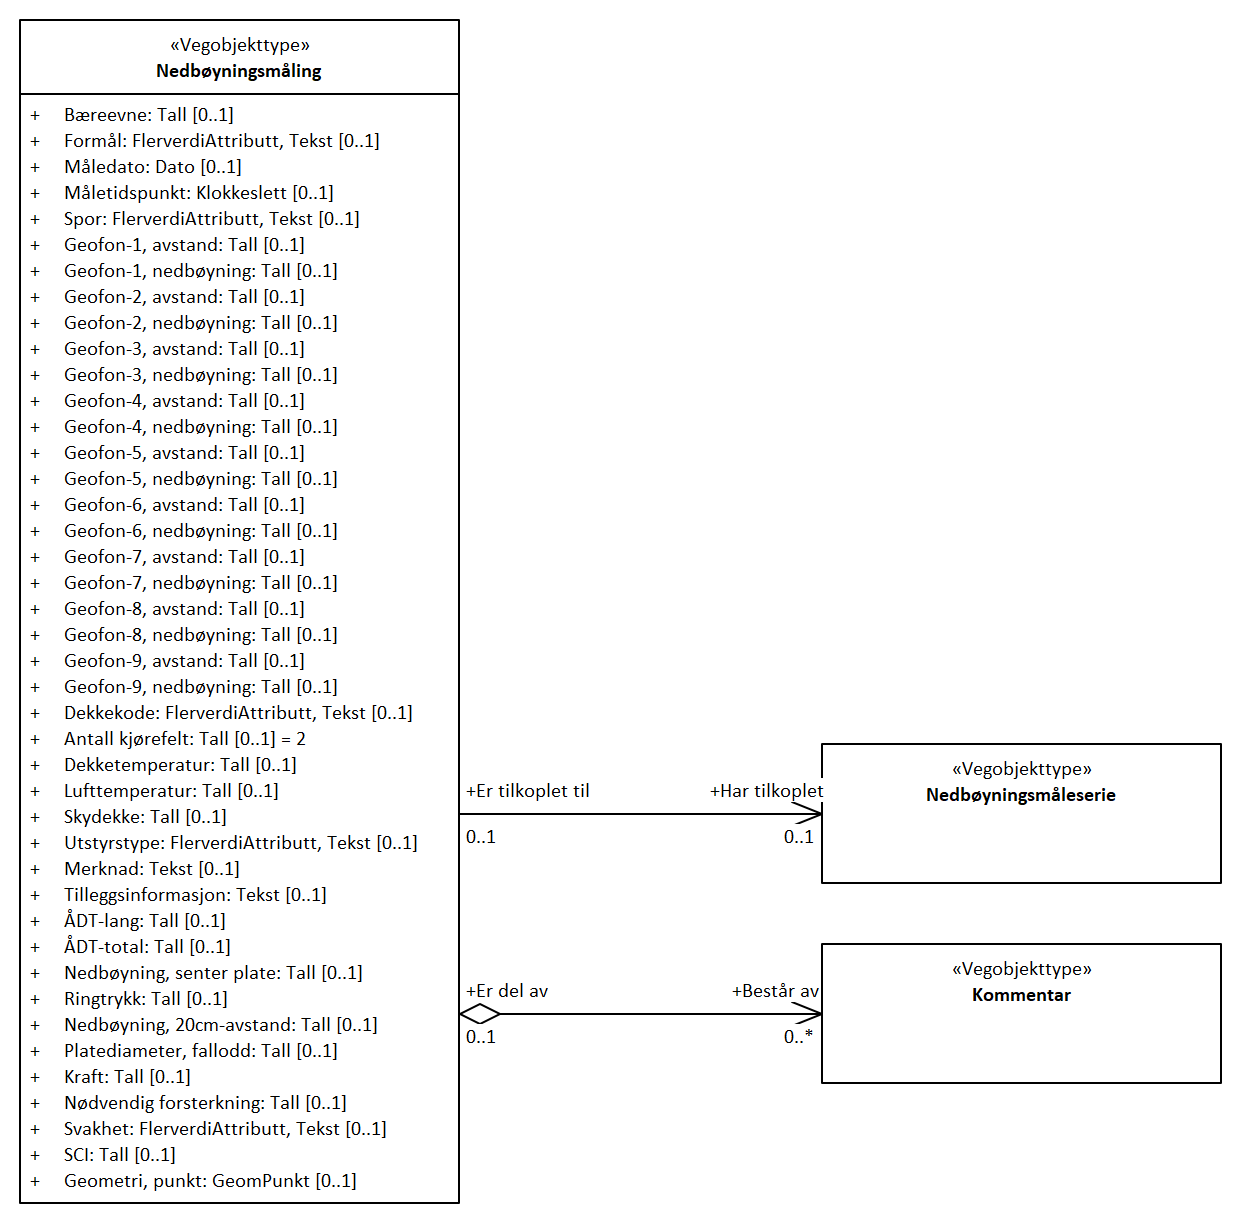 «Vegobjekttype»
Nedbøyningsmåling
+ Bæreevne: Tall [0..1]
+ Formål: FlerverdiAttributt, Tekst [0..1]
+ Måledato: Dato [0..1]
+ Måletidspunkt: Klokkeslett [0..1]
+ Spor: FlerverdiAttributt, Tekst [0..1]
+ Geofon-1, avstand: Tall [0..1]
+ Geofon-1, nedbøyning: Tall [0..1]
+ Geofon-2, avstand: Tall [0..1]
+ Geofon-2, nedbøyning: Tall [0..1]
+ Geofon-3, avstand: Tall [0..1]
+ Geofon-3, nedbøyning: Tall [0..1]
+ Geofon-4, avstand: Tall [0..1]
+ Geofon-4, nedbøyning: Tall [0..1]
+ Geofon-5, avstand: Tall [0..1]
+ Geofon-5, nedbøyning: Tall [0..1]
+ Geofon-6, avstand: Tall [0..1]
+ Geofon-6, nedbøyning: Tall [0..1]
+ Geofon-7, avstand: Tall [0..1]
+ Geofon-7, nedbøyning: Tall [0..1]
+ Geofon-8, avstand: Tall [0..1]
+ Geofon-8, nedbøyning: Tall [0..1]
+ Geofon-9, avstand: Tall [0..1]
+ Geofon-9, nedbøyning: Tall [0..1]
+ Dekkekode: FlerverdiAttributt, Tekst [0..1]
+ Antall kjørefelt: Tall [0..1] = 2
+ Dekketemperatur: Tall [0..1]
+ Lufttemperatur: Tall [0..1]
+ Skydekke: Tall [0..1]
+ Utstyrstype: FlerverdiAttributt, Tekst [0..1]
+ Merknad: Tekst [0..1]
+ Tilleggsinformasjon: Tekst [0..1]
+ ÅDT-lang: Tall [0..1]
+ ÅDT-total: Tall [0..1]
+ Nedbøyning, senter plate: Tall [0..1]
+ Ringtrykk: Tall [0..1]
+ Nedbøyning, 20cm-avstand: Tall [0..1]
+ Platediameter, fallodd: Tall [0..1]
+ Kraft: Tall [0..1]
+ Nødvendig forsterkning: Tall [0..1]
+ Svakhet: FlerverdiAttributt, Tekst [0..1]
+ SCI: Tall [0..1]
+ Geometri, punkt: GeomPunkt [0..1]
+Er tilkoplet til +Har tilkoplet
0..1 0..1
«Vegobjekttype»
Nedbøyningsmåleserie
+Er del av +Består av
0..1 0..*
«Vegobjekttype»
Kommentar